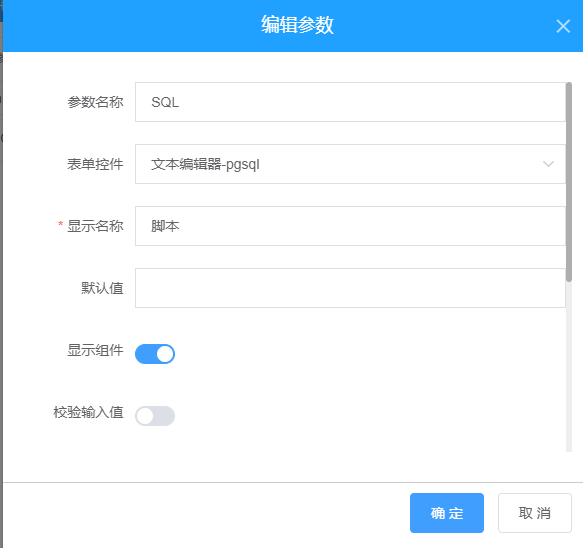 编辑参数
参数名称 SQL
表单控件 文本编辑器-pgsql
* 显示名称 脚本
默认值
显示组件
校验输入值
确 定 取 消